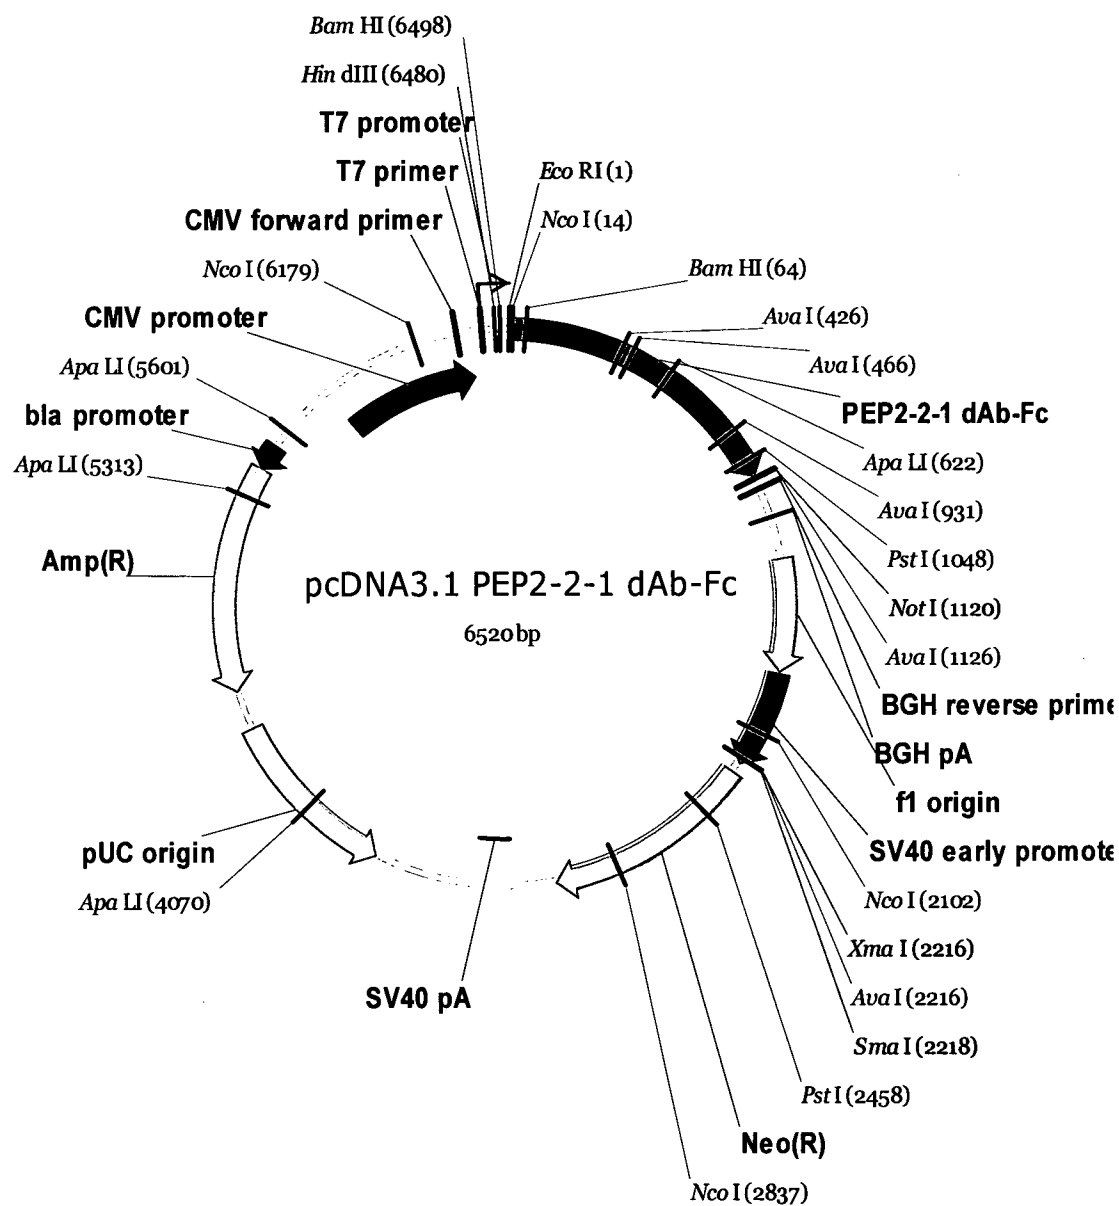 Bam HI (6498)
Hin dIII (6480)
T7 promoter
T7 primer
CMV forward primer
Nco I (6179)
CMV promoter
Apa LI (5601)
bla promoter
Apa LI (5313)
Amp(R)
pUC origin
Apa LI (4070)
SV40 pA
pcDNA3.1 PEP2-2-1 dAb-Fc
6520 bp
Eco RI (1)
Nco I (14)
Bam HI (64)
Ava I (426)
Ava I (466)
PEP2-2-1 dAb-Fc
Apa LI (622)
Ava I (931)
Pst I (1048)
Not I (1120)
Ava I (1126)
BGH reverse prime
BGH pA
f1 origin
SV40 early promote
Nco I (2102)
Xma I (2216)
Ava I (2216)
Sma I (2218)
Pst I (2458)
Neo(R)
Nco I (2837)